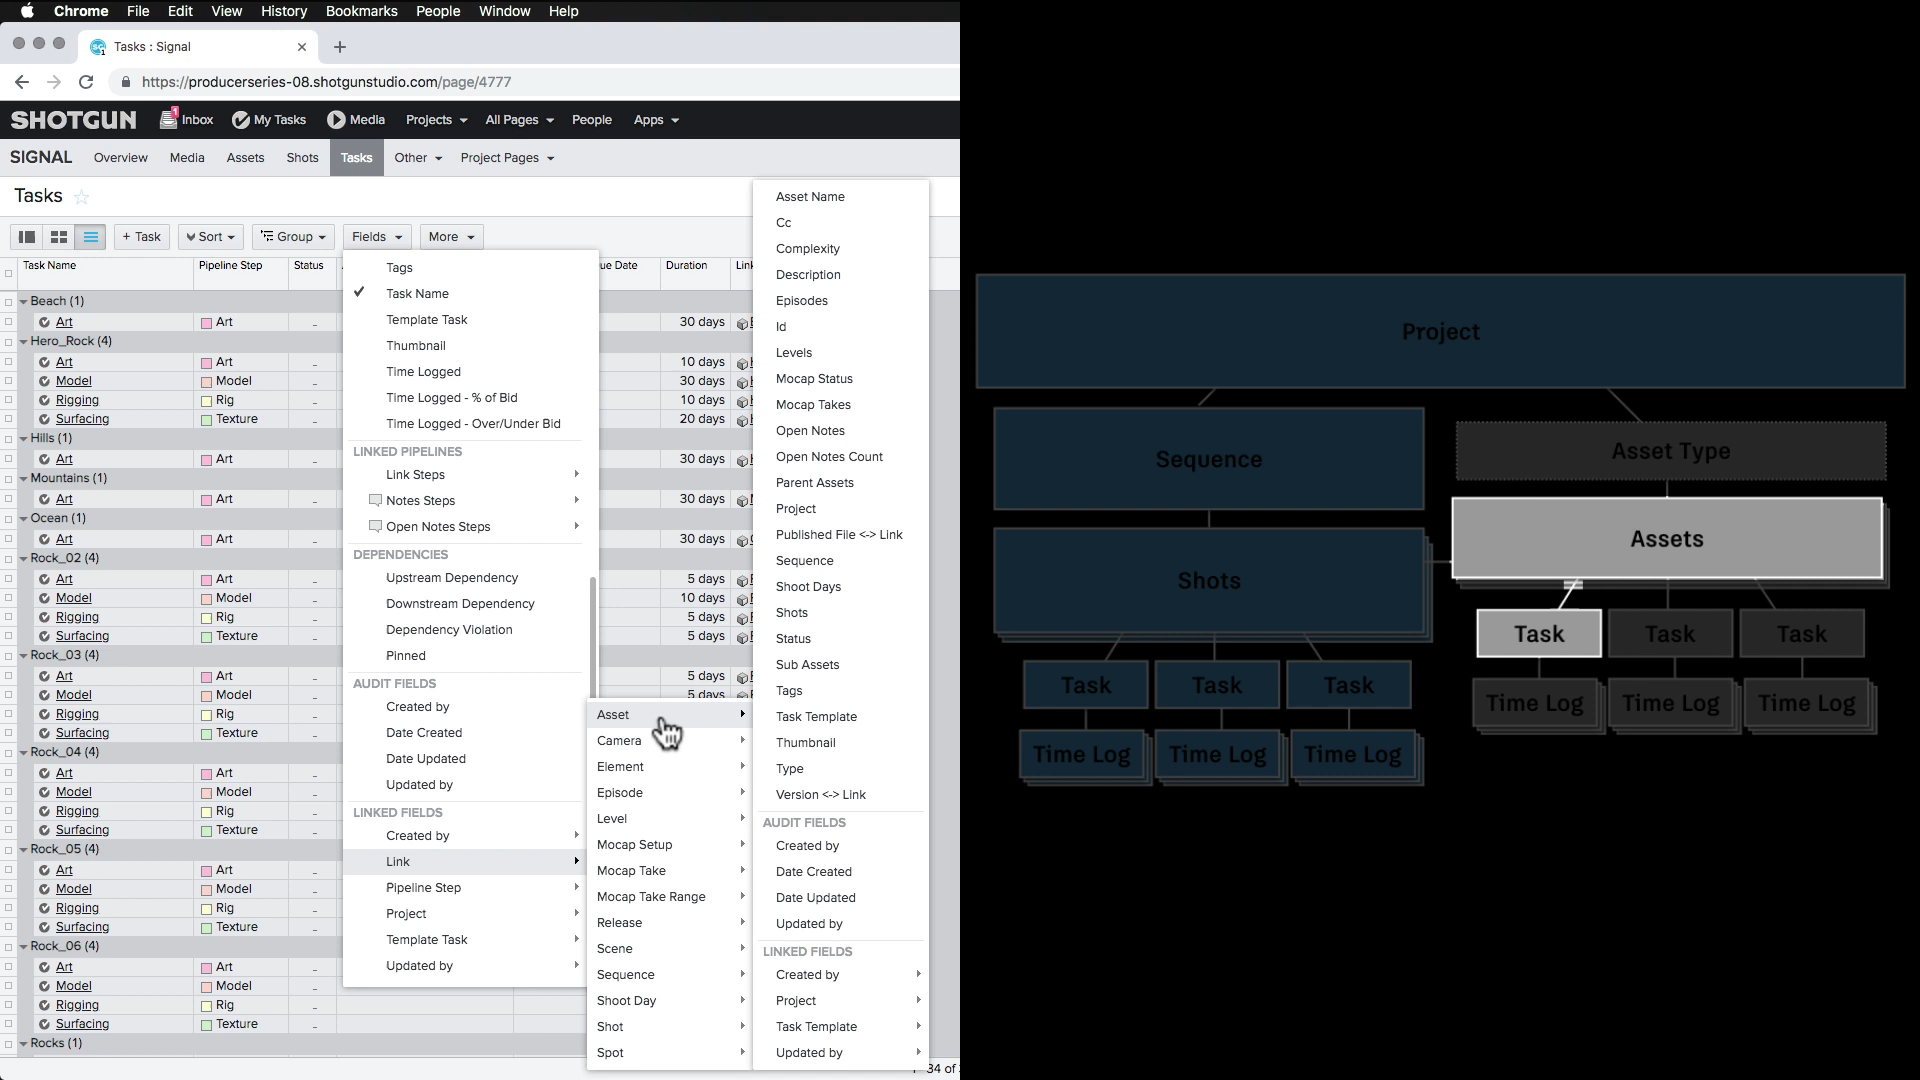 Chrome File Edit View History Bookmarks People Window Help
Tasks : Signal
https://producerseries-08.shotgunstudio.com/page/4777
SHOTGUN 1 Inbox My Tasks Media Projects All Pages People Apps
SIGNAL Overview Media Assets Shots Tasks Other Project Pages
Tasks
+ Task Sort Group Fields More
Task Name Pipeline Step Status Duration
Beach (1)
Art Art - 30 days
Hero_Rock (4)
Art Art - 10 days
Model Model - 30 days
Rigging Rig - 10 days
Surfacing Texture - 20 days
Hills (1)
Art Art - 30 days
Mountains (1)
Art Art - 30 days
Ocean (1)
Art Art - 30 days
Rock_02 (4)
Art Art - 5 days
Model Model - 10 days
Rigging Rig - 5 days
Surfacing Texture - 5 days
Rock_03 (4)
Art Art - 5 days
Model Model - 5 days
Rigging Rig -
Surfacing Texture -
Rock_04 (4)
Art Art -
Model Model -
Rigging Rig -
Surfacing Texture -
Rock_05 (4)
Art Art -
Model Model -
Rigging Rig -
Surfacing Texture -
Rock_06 (4)
Art Art -
Model Model -
Rigging Rig -
Surfacing Texture -
Rocks (1)
Tags
Task Name
Template Task
Thumbnail
Time Logged
Time Logged - % of Bid
Time Logged - Over/Under Bid
LINKED PIPELINES
Link Steps
Notes Steps
Open Notes Steps
DEPENDENCIES
Upstream Dependency
Downstream Dependency
Dependency Violation
Pinned
AUDIT FIELDS
Created by
Date Created
Date Updated
Updated by
LINKED FIELDS
Created by
Link
Pipeline Step
Project
Template Task
Updated by
Asset
Camera
Element
Episode
Level
Mocap Setup
Mocap Take
Mocap Take Range
Release
Scene
Sequence
Shoot Day
Shot
Spot
Asset Name
Cc
Complexity
Description
Episodes
Id
Levels
Mocap Status
Mocap Takes
Open Notes
Open Notes Count
Parent Assets
Project
Published File <-> Link
Sequence
Shoot Days
Shots
Status
Sub Assets
Tags
Task Template
Thumbnail
Type
Version <-> Link
AUDIT FIELDS
Created by
Date Created
Date Updated
Updated by
LINKED FIELDS
Created by
Project
Task Template
Updated by
34 of
Project
Sequence
Asset Type
Assets
Shots
Task Task Task
Time Log Time Log Time Log
Task Task Task
Time Log Time Log Time Log